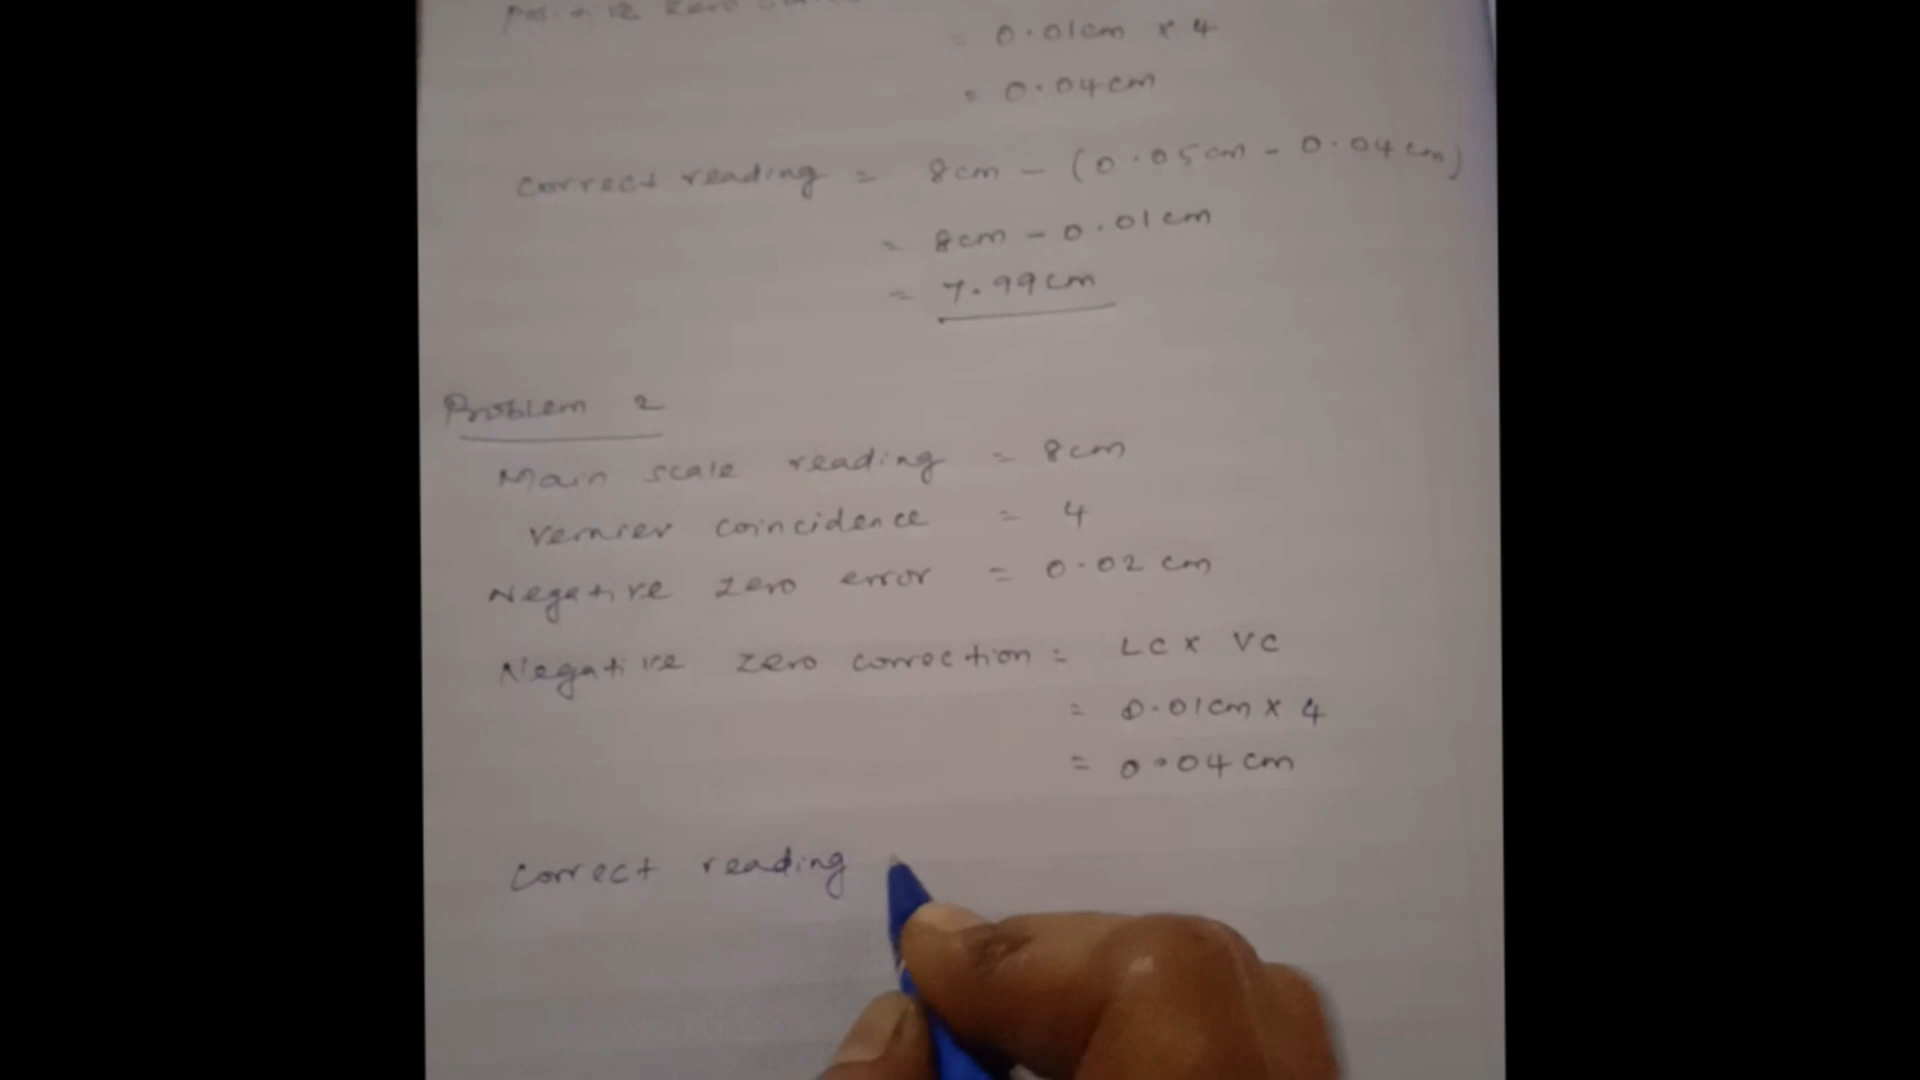 zero
= 0.01cm x 4
= 0.04cm
correct reading = 8cm - (0.05cm - 0.04cm)
= 8cm - 0.01cm
= 7.99cm
Problem 2
Main scale reading = 8cm
vernier coincidence = 4
Negative zero error = 0.02 cm
Negative zero correction = LC x VC
= 0.01cm x 4
= 0.04 cm
correct reading